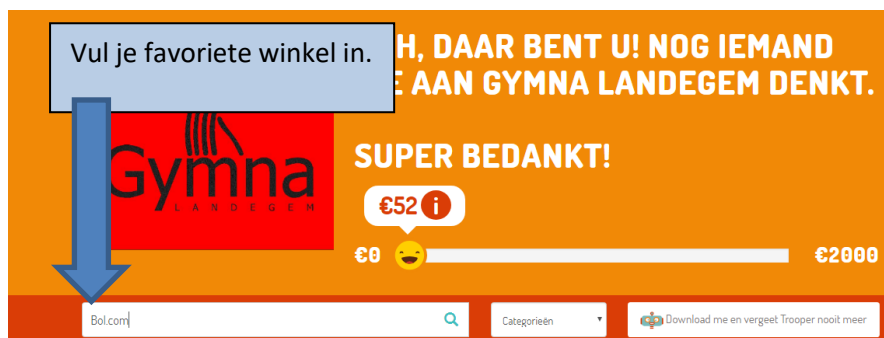 Vul je favoriete winkel in.
H, DAAR BENT U! NOG IEMAND
E AAN GYMNA LANDEGEM DENKT.
Gymna
LANDEGEM
SUPER BEDANKT!
€52 i
€0 €2000
Bol.com Categorieën Download me en vergeet Trooper nooit meer